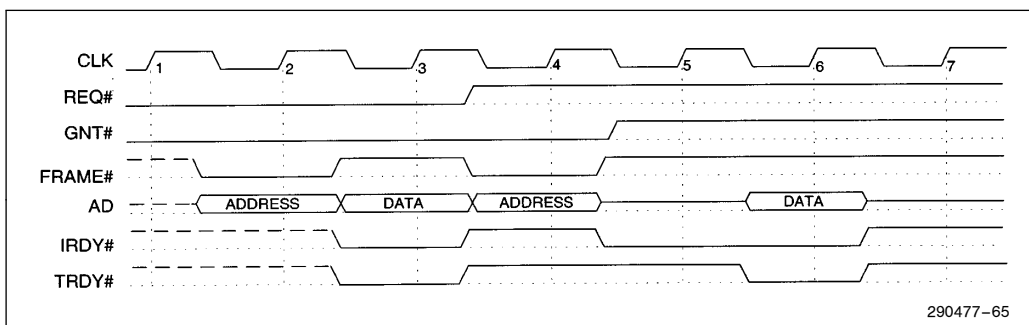 CLK
1 2 3 4 5 6 7
REQ#
GNT#
FRAME#
AD ADDRESS DATA ADDRESS DATA
IRDY#
TRDY#
290477–65